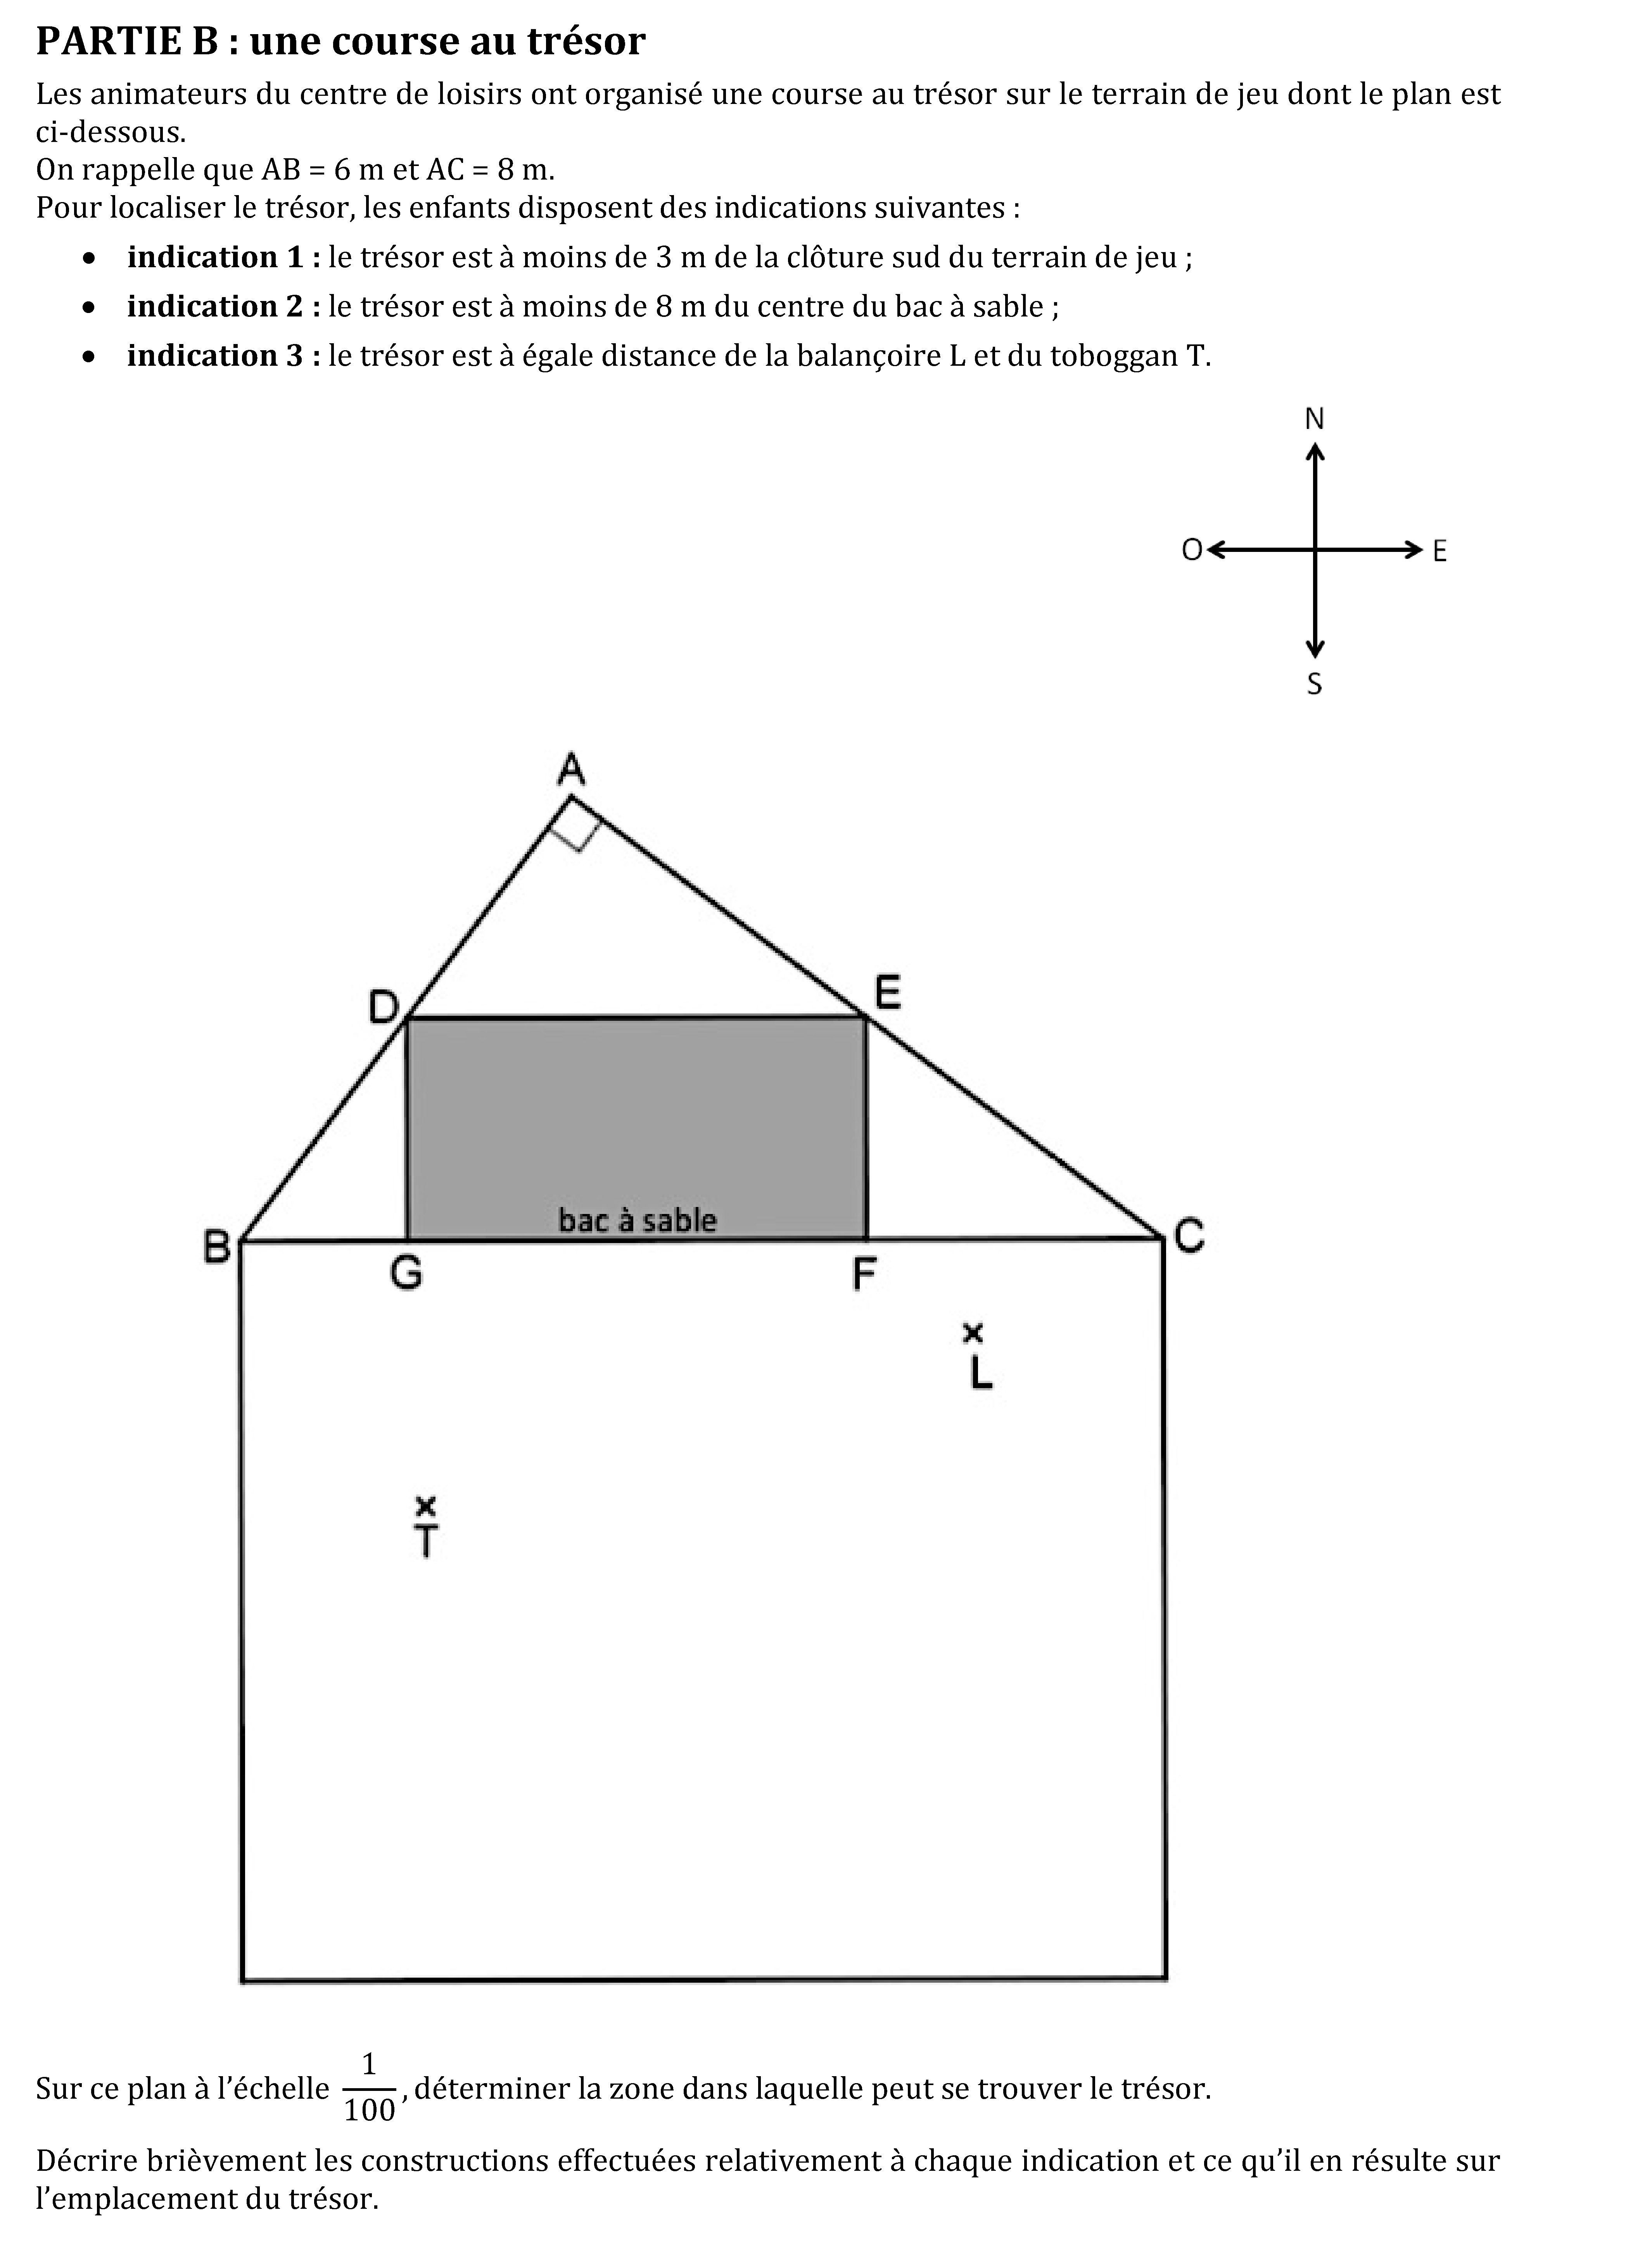 PARTIE B : une course au trésor
Les animateurs du centre de loisirs ont organisé une course au trésor sur le terrain de jeu dont le plan est
ci-dessous.
On rappelle que AB = 6 m et AC = 8 m.
Pour localiser le trésor, les enfants disposent des indications suivantes :
• indication 1 : le trésor est à moins de 3 m de la clôture sud du terrain de jeu ;
• indication 2 : le trésor est à moins de 8 m du centre du bac à sable ;
• indication 3 : le trésor est à égale distance de la balançoire L et du toboggan T.
N
O E
S
A
D E
bac à sable
B C
G F
L
T
Sur ce plan à l'échelle 1/100, déterminer la zone dans laquelle peut se trouver le trésor.
Décrire brièvement les constructions effectuées relativement à chaque indication et ce qu'il en résulte sur
l'emplacement du trésor.